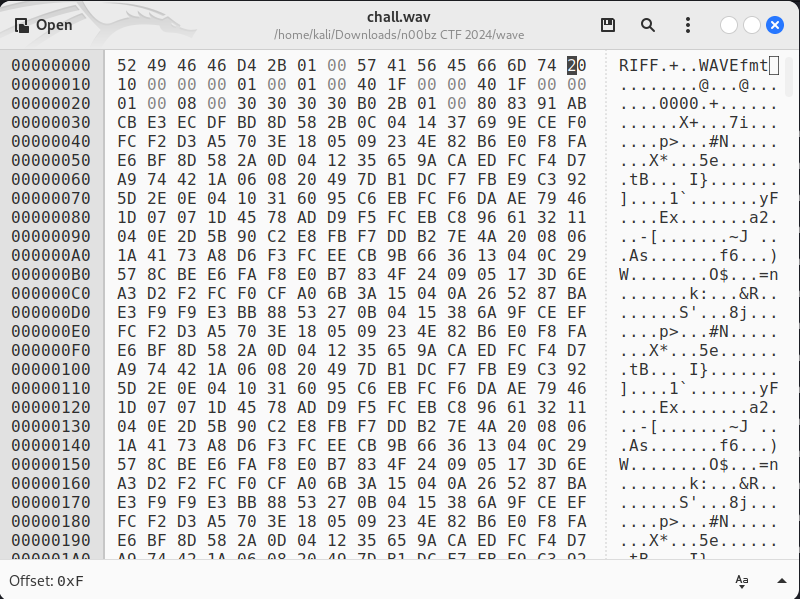 Open
chall.wav
/home/kali/Downloads/n00bz CTF 2024/wave
00000000 52 49 46 46 D4 2B 01 00 57 41 56 45 66 6D 74 20 RIFF.+..WAVEfmt
00000010 10 00 00 00 01 00 01 00 40 1F 00 00 40 1F 00 00 ........@...@...
00000020 01 00 08 00 30 30 30 30 B0 2B 01 00 80 83 91 AB ....0000.+......
00000030 CB E3 EC DF BD 8D 58 2B 0C 04 14 37 69 9E CE F0 ......X+...7i...
00000040 FC F2 D3 A5 70 3E 18 05 09 23 4E 82 B6 E0 F8 FA ....p>...#N.....
00000050 E6 BF 8D 58 2A 0D 04 12 35 65 9A CA ED FC F4 D7 ...X*...5e......
00000060 A9 74 42 1A 06 08 20 49 7D B1 DC F7 FB E9 C3 92 .tB... I}.......
00000070 5D 2E 0E 04 10 31 60 95 C6 EB FC F6 DA AE 79 46 ]....1`.......yF
00000080 1D 07 07 1D 45 78 AD D9 F5 FC EB C8 96 61 32 11 ....Ex.......a2.
00000090 04 0E 2D 5B 90 C2 E8 FB F7 DD B2 7E 4A 20 08 06 ..-[.......~J ..
000000A0 1A 41 73 A8 D6 F3 FC EE CB 9B 66 36 13 04 0C 29 .As.......f6...)
000000B0 57 8C BE E6 FA F8 E0 B7 83 4F 24 09 05 17 3D 6E W........O$...=n
000000C0 A3 D2 F2 FC F0 CF A0 6B 3A 15 04 0A 26 52 87 BA .......k:...&R..
000000D0 E3 F9 F9 E3 BB 88 53 27 0B 04 15 38 6A 9F CE EF ......S'...8j...
000000E0 FC F2 D3 A5 70 3E 18 05 09 23 4E 82 B6 E0 F8 FA ....p>...#N.....
000000F0 E6 BF 8D 58 2A 0D 04 12 35 65 9A CA ED FC F4 D7 ...X*...5e......
00000100 A9 74 42 1A 06 08 20 49 7D B1 DC F7 FB E9 C3 92 .tB... I}.......
00000110 5D 2E 0E 04 10 31 60 95 C6 EB FC F6 DA AE 79 46 ]....1`.......yF
00000120 1D 07 07 1D 45 78 AD D9 F5 FC EB C8 96 61 32 11 ....Ex.......a2.
00000130 04 0E 2D 5B 90 C2 E8 FB F7 DD B2 7E 4A 20 08 06 ..-[.......~J ..
00000140 1A 41 73 A8 D6 F3 FC EE CB 9B 66 36 13 04 0C 29 .As.......f6...)
00000150 57 8C BE E6 FA F8 E0 B7 83 4F 24 09 05 17 3D 6E W........O$...=n
00000160 A3 D2 F2 FC F0 CF A0 6B 3A 15 04 0A 26 52 87 BA .......k:...&R..
00000170 E3 F9 F9 E3 BB 88 53 27 0B 04 15 38 6A 9F CE EF ......S'...8j...
00000180 FC F2 D3 A5 70 3E 18 05 09 23 4E 82 B6 E0 F8 FA ....p>...#N.....
00000190 E6 BF 8D 58 2A 0D 04 12 35 65 9A CA ED FC F4 D7 ...X*...5e......
000001A0 A9 74 42 1A 06 08 20 49 7D B1 DC F7 FB E9 C3 92 .tB... I}.......
Offset: 0xF
Aa